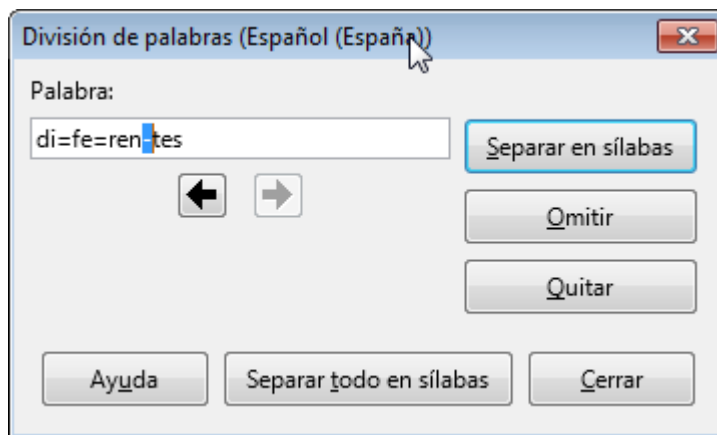 División de palabras (Español (España))
Palabra:
di=fe=ren-tes
Separar en sílabas
Omitir
Quitar
Ayuda
Separar todo en sílabas
Cerrar